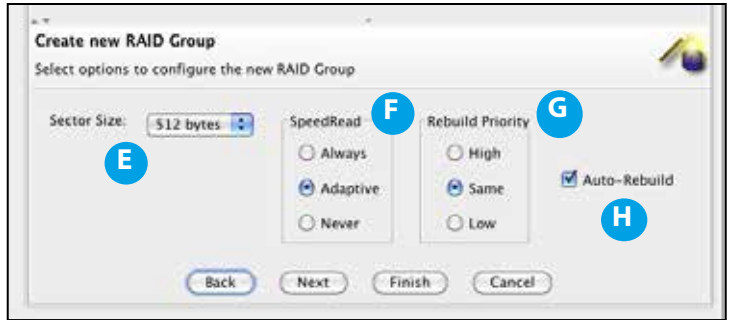 Create new RAID Group
Select options to configure the new RAID Group
Sector Size: 512 bytes
E
SpeedRead F
Always
Adaptive
Never
Rebuild Priority G
High
Same
Low
Auto-Rebuild
H
Back Next Finish Cancel